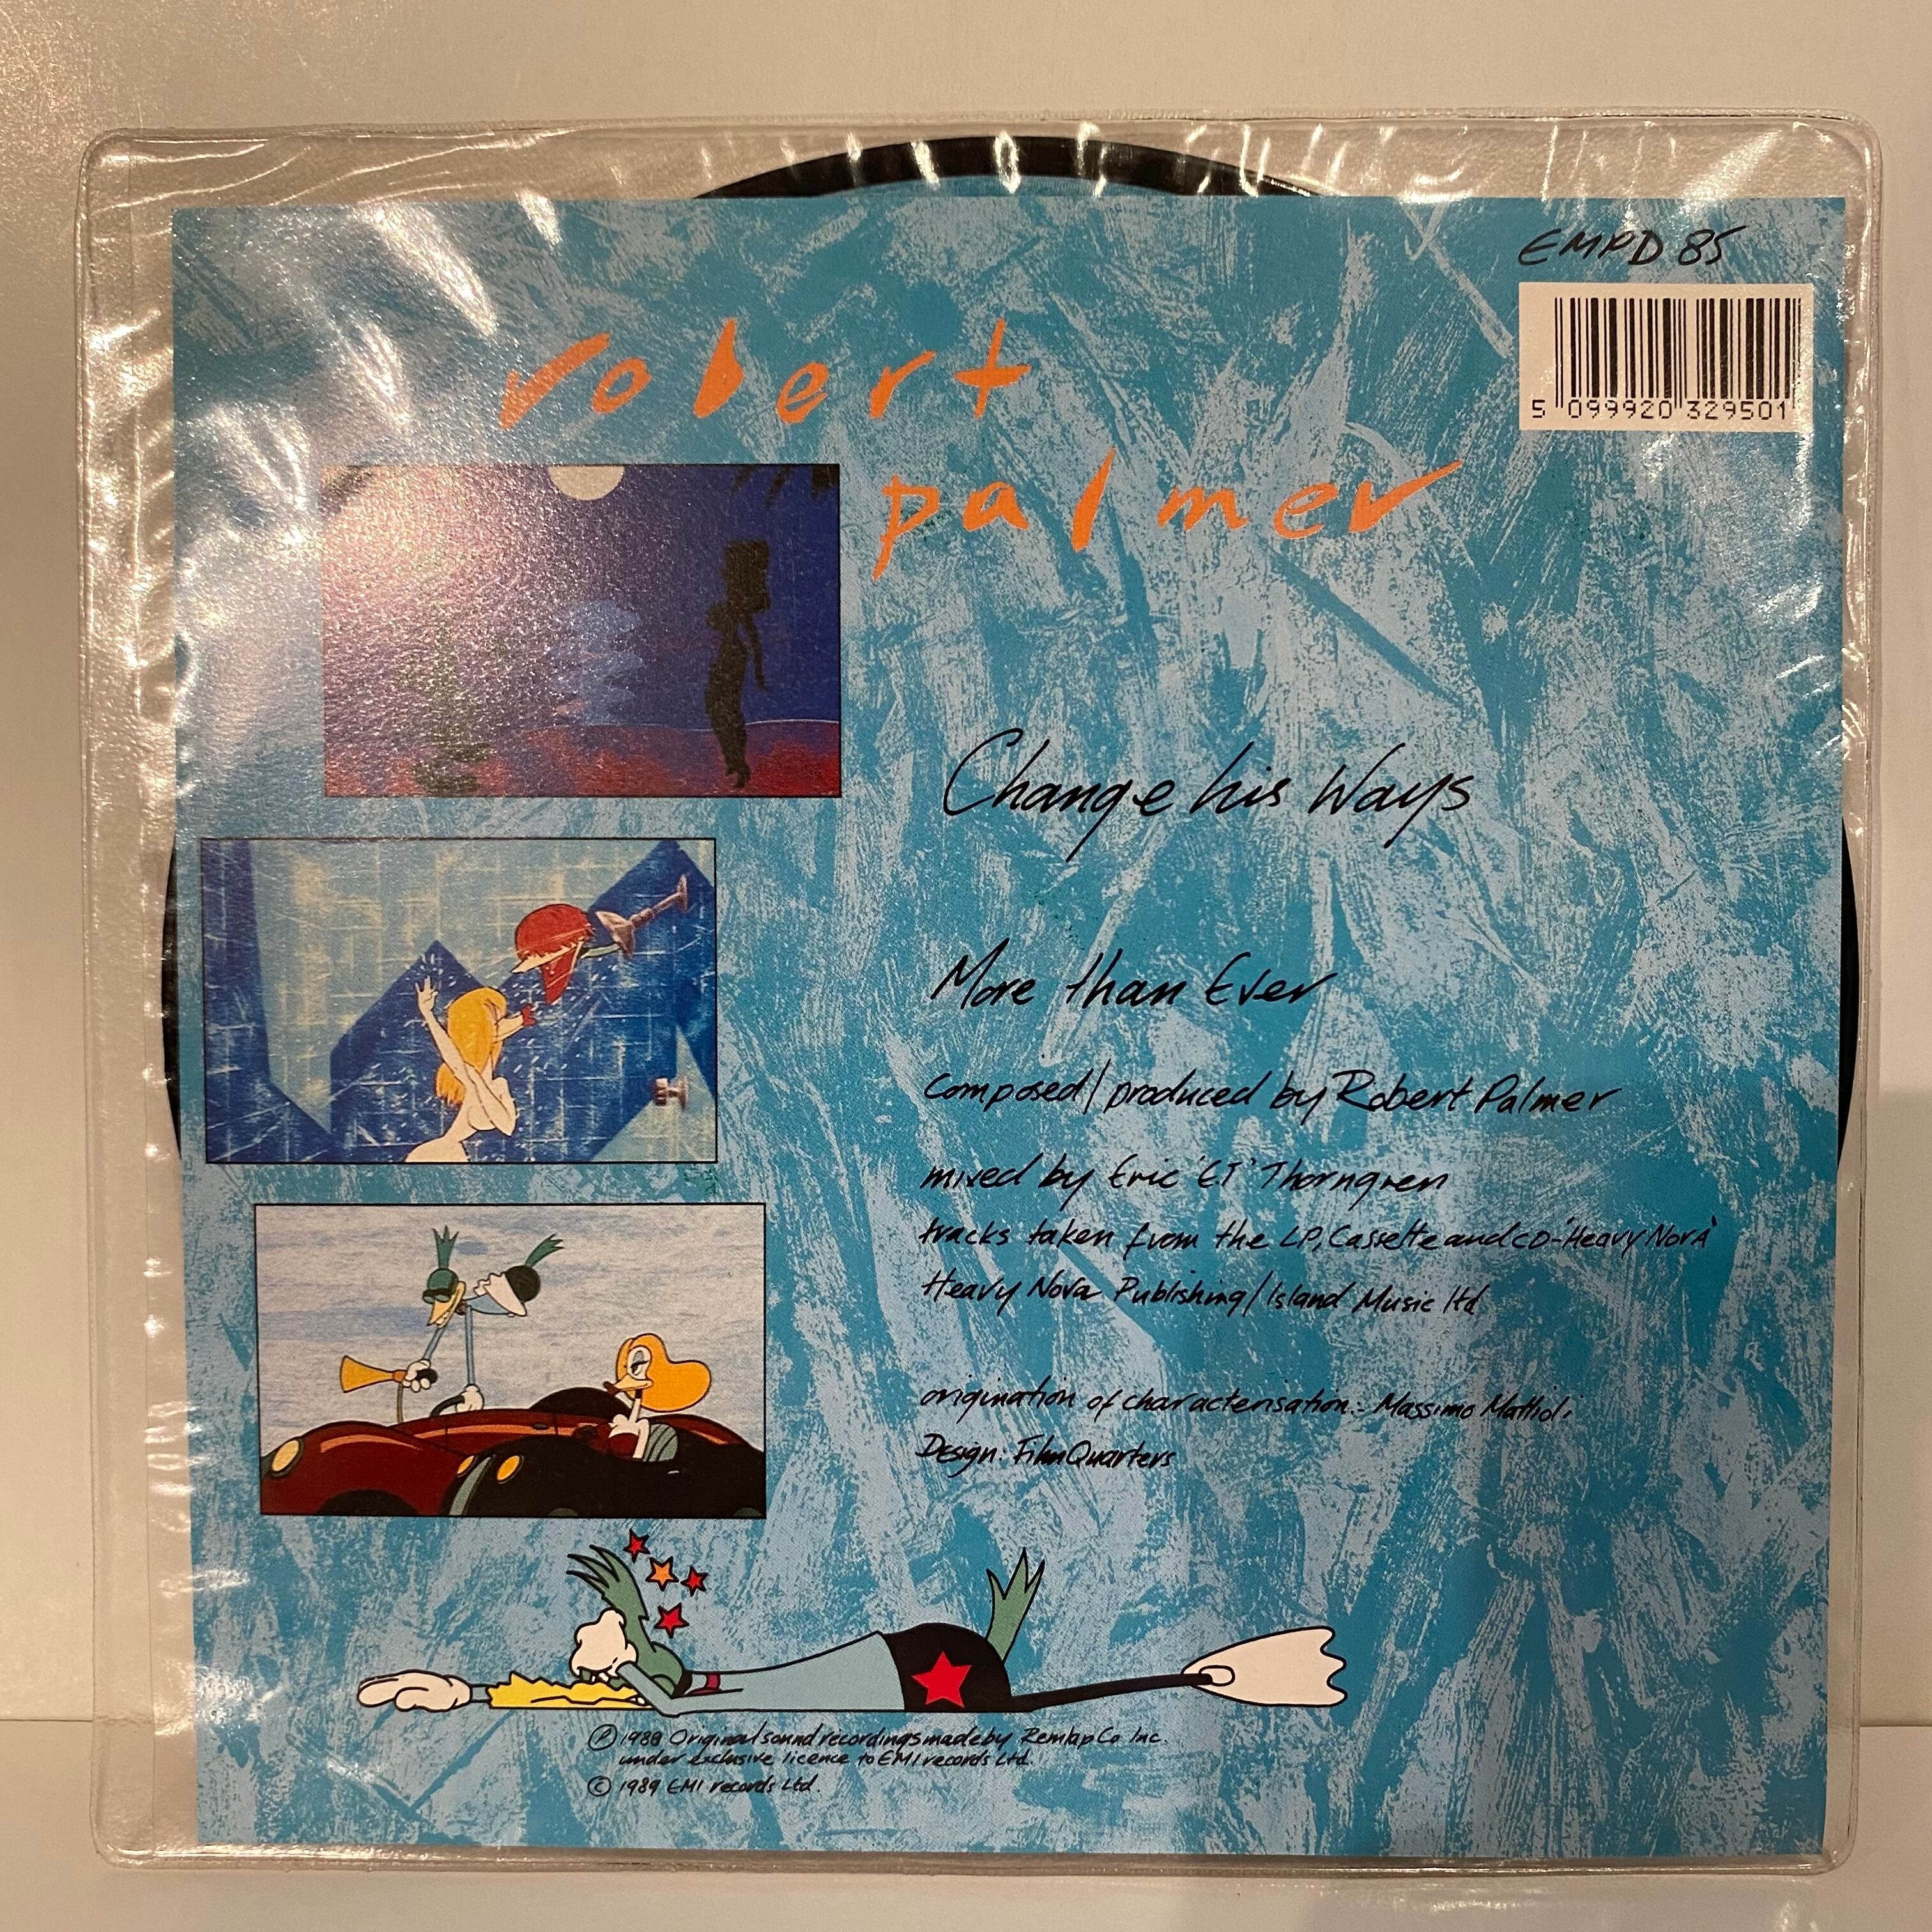 EMPD 85
5 099920 329501
robert
palmer
Change his Ways
More than Ever
composed/produced by Robert Palmer
mixed by Eric 'ET' Thorngren
tracks taken from the LP, Cassette and CD-'Heavy Nova'
Heavy Nova Publishing/Island Music ltd
origination of characterisation:- Massimo Mattioli
Design: FilmQuarters
Ⓟ 1988 Original sound recordings made by Remlap Co Inc.
under exclusive licence to EMI records Ltd.
© 1989 EMI records Ltd.